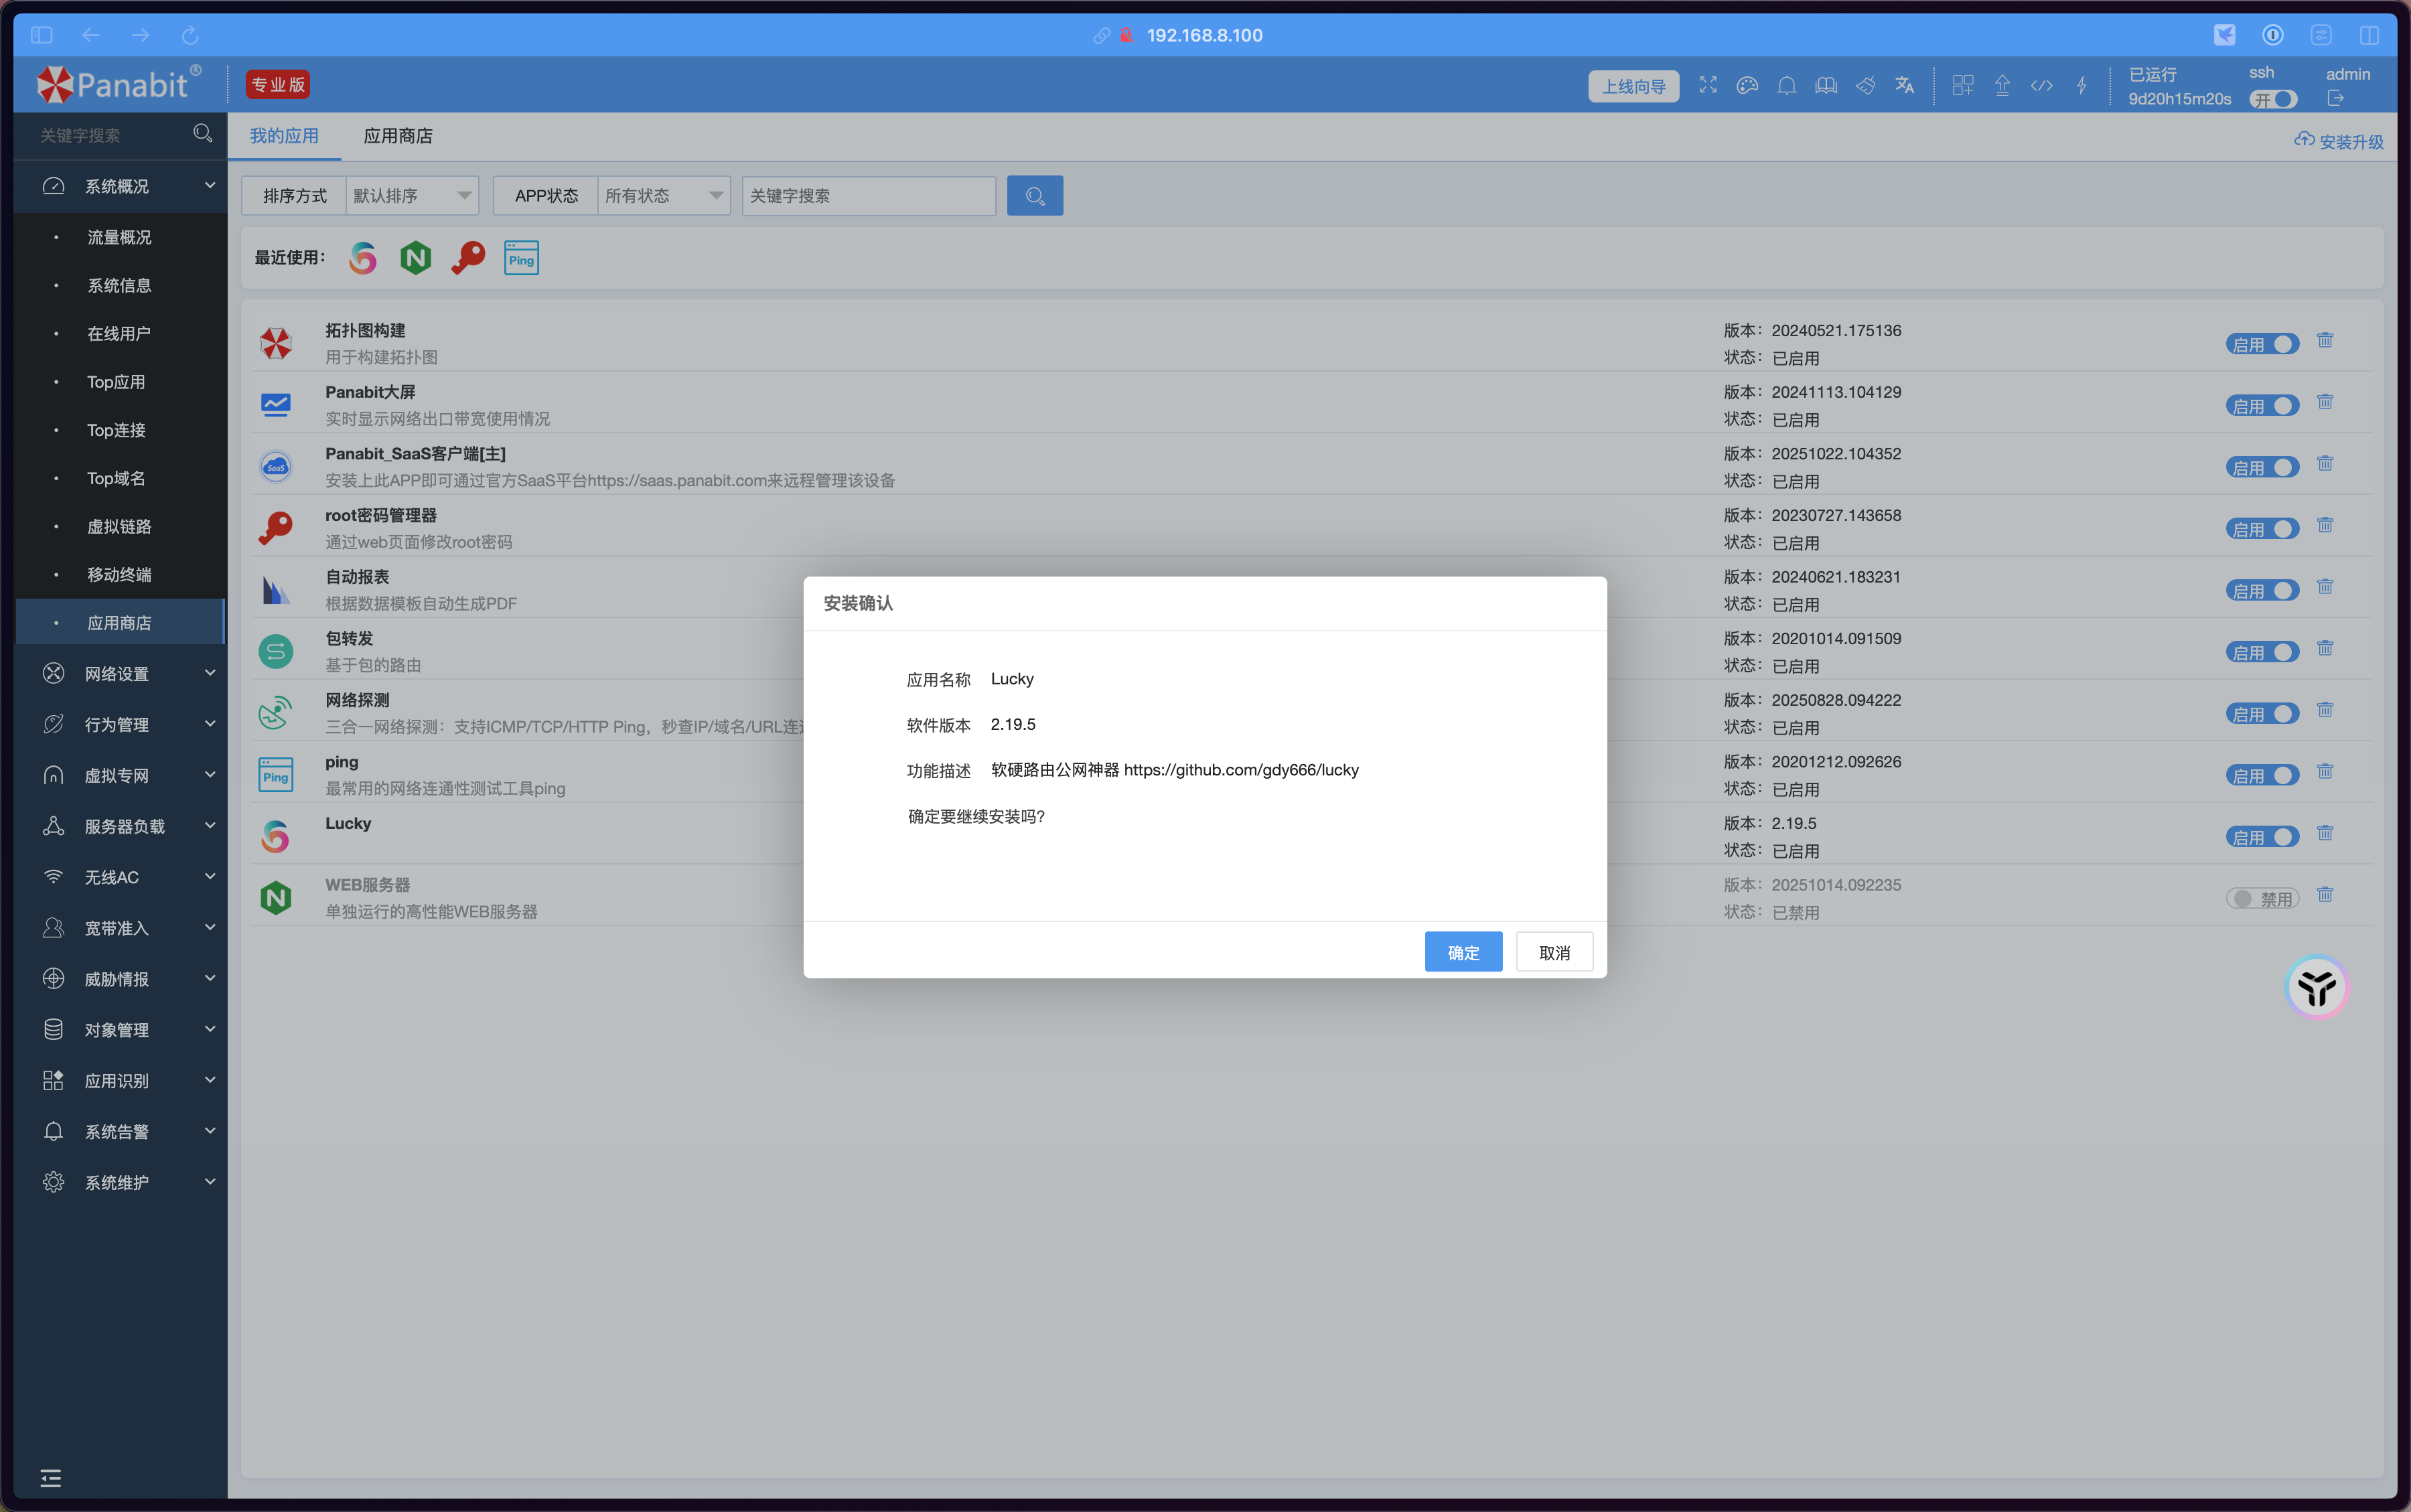 192.168.8.100
Panabit®
专业版
上线向导
已运行
9d20h15m20s
ssh
开
admin
关键字搜索
系统概况
流量概况
系统信息
在线用户
Top应用
Top连接
Top域名
虚拟链路
移动终端
应用商店
网络设置
行为管理
虚拟专网
服务器负载
无线AC
宽带准入
威胁情报
对象管理
应用识别
系统告警
系统维护
我的应用 应用商店
安装升级
排序方式 默认排序 APP状态 所有状态 关键字搜索
最近使用：
Ping
拓扑图构建
用于构建拓扑图
版本：20240521.175136
状态：已启用
启用
Panabit大屏
实时显示网络出口带宽使用情况
版本：20241113.104129
状态：已启用
启用
SaaS
Panabit_SaaS客户端[主]
安装上此APP即可通过官方SaaS平台https://saas.panabit.com来远程管理该设备
版本：20251022.104352
状态：已启用
启用
root密码管理器
通过web页面修改root密码
版本：20230727.143658
状态：已启用
启用
自动报表
根据数据模板自动生成PDF
版本：20240621.183231
状态：已启用
启用
包转发
基于包的路由
版本：20201014.091509
状态：已启用
启用
网络探测
三合一网络探测：支持ICMP/TCP/HTTP Ping，秒查IP/域名/URL连
版本：20250828.094222
状态：已启用
启用
Ping
ping
最常用的网络连通性测试工具ping
版本：20201212.092626
状态：已启用
启用
Lucky
版本：2.19.5
状态：已启用
启用
WEB服务器
单独运行的高性能WEB服务器
版本：20251014.092235
状态：已禁用
禁用
安装确认
应用名称 Lucky
软件版本 2.19.5
功能描述 软硬路由公网神器 https://github.com/gdy666/lucky
确定要继续安装吗?
确定 取消